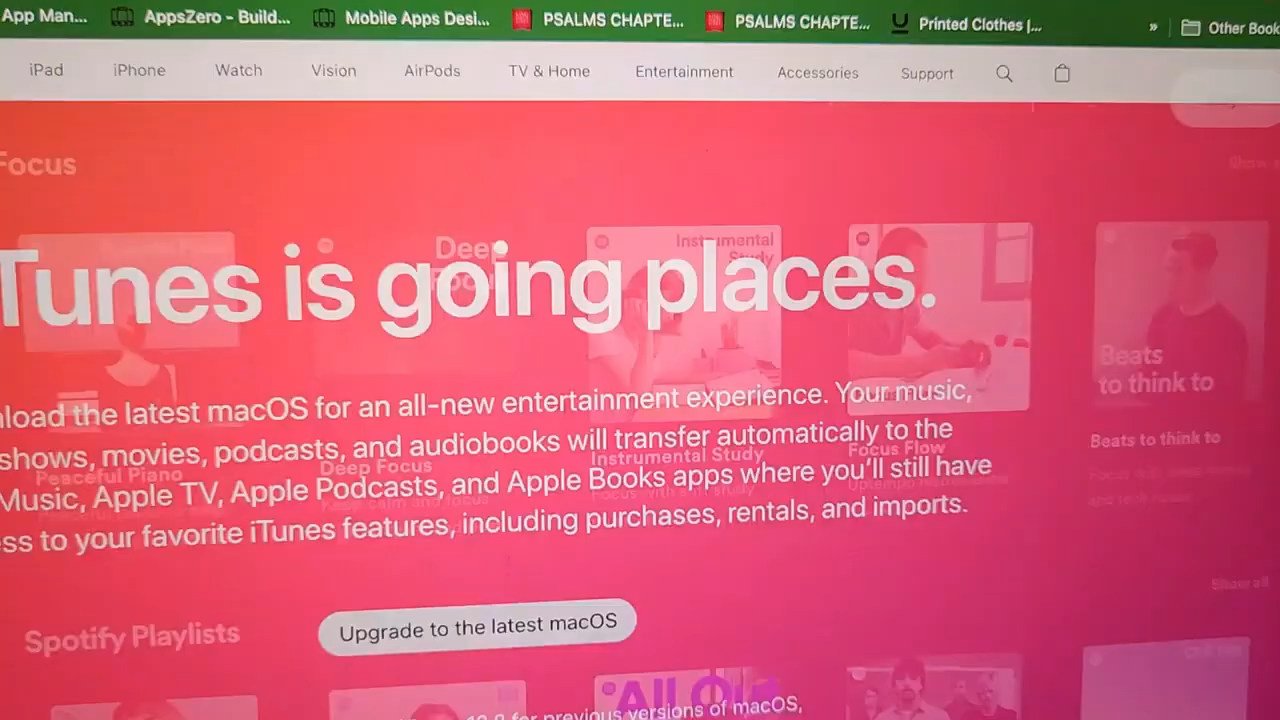 App Man...
AppsZero - Build...
Mobile Apps Desi...
PSALMS CHAPTE...
PSALMS CHAPTE...
Printed Clothes |...
»
Other Book
iPad
iPhone
Watch
Vision
AirPods
TV & Home
Entertainment
Accessories
Support
Focus
Show
Tunes is going places.
Deep
Instrumental
Study
Beats
to think to
load the latest macOS for an all-new entertainment experience. Your music,
shows, movies, podcasts, and audiobooks will transfer automatically to the
Music, Apple TV, Apple Podcasts, and Apple Books apps where you'll still have
ss to your favorite iTunes features, including purchases, rentals, and imports.
Peaceful Piano
Deep Focus
Instrumental Study
Focus Flow
Beats to think to
Show all
Spotify Playlists
Upgrade to the latest macOS
All Out
for previous versions of macOS,